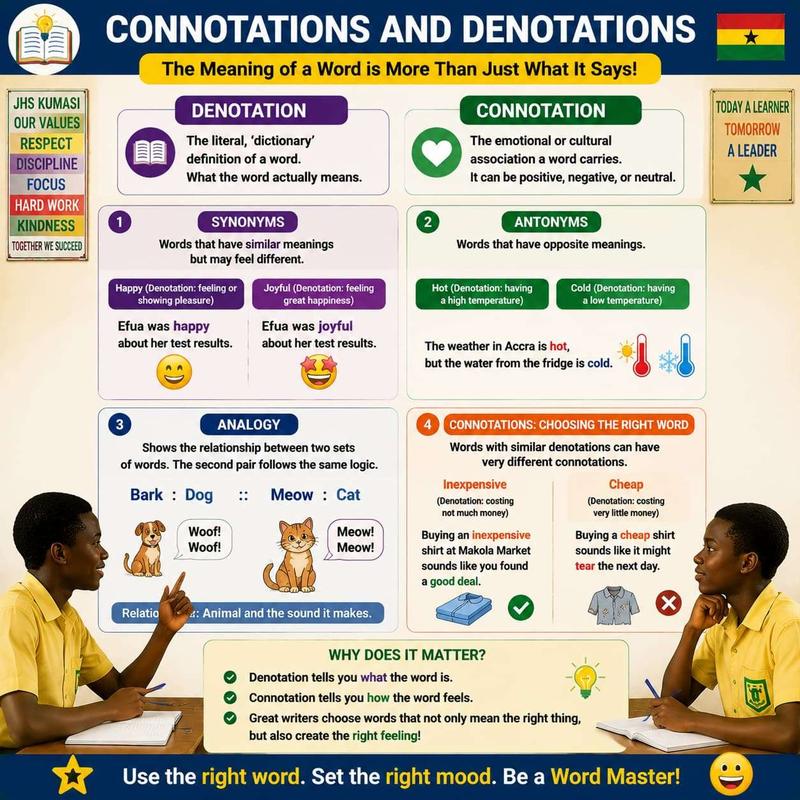 CONNOTATIONS AND DENOTATIONS
The Meaning of a Word is More Than Just What It Says!
JHS KUMASI
OUR VALUES
RESPECT
DISCIPLINE
FOCUS
HARD WORK
KINDNESS
TOGETHER WE SUCCEED
TODAY A LEARNER
TOMORROW
A LEADER
DENOTATION
The literal, ‘dictionary’
definition of a word.
What the word actually means.
CONNOTATION
The emotional or cultural
association a word carries.
It can be positive, negative, or neutral.
1 SYNONYMS
Words that have similar meanings
but may feel different.
Happy (Denotation: feeling or
showing pleasure)
Joyful (Denotation: feeling
great happiness)
Efua was happy
about her test results.
Efua was joyful
about her test results.
2 ANTONYMS
Words that have opposite meanings.
Hot (Denotation: having
a high temperature)
Cold (Denotation: having
a low temperature)
The weather in Accra is hot,
but the water from the fridge is cold.
3 ANALOGY
Shows the relationship between two sets
of words. The second pair follows the same logic.
Bark : Dog :: Meow : Cat
Woof!
Woof!
Meow!
Meow!
Animal and the sound it makes.
4 CONNOTATIONS: CHOOSING THE RIGHT WORD
Words with similar denotations can have
very different connotations.
Inexpensive
(Denotation: costing
not much money)
Buying an inexpensive
shirt at Makola Market
sounds like you found
a good deal.
Cheap
(Denotation: costing
very little money)
Buying a cheap shirt
sounds like it might
tear the next day.
WHY DOES IT MATTER?
Denotation tells you what the word is.
Connotation tells you how the word feels.
Great writers choose words that not only mean the right thing,
but also create the right feeling!
Use the right word. Set the right mood. Be a Word Master!